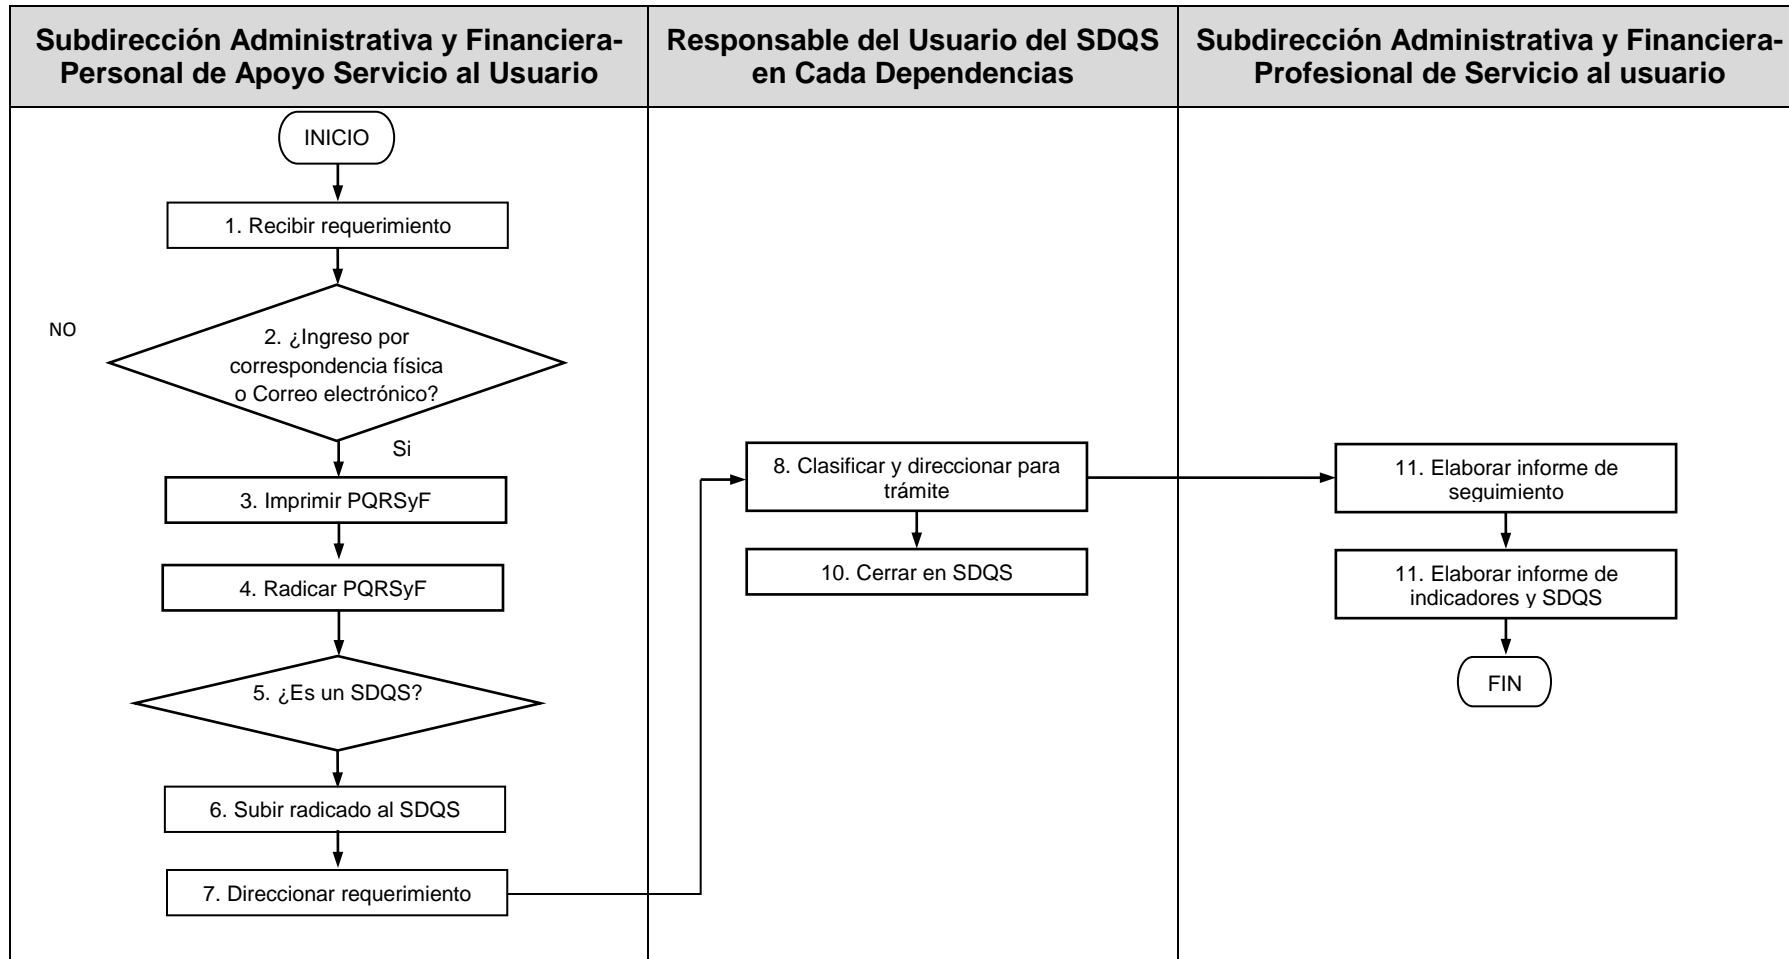 Subdirección Administrativa y Financiera-
Personal de Apoyo Servicio al Usuario
Responsable del Usuario del SDQS
en Cada Dependencias
Subdirección Administrativa y Financiera-
Profesional de Servicio al usuario
INICIO
1. Recibir requerimiento
NO
2. ¿Ingreso por
correspondencia física
o Correo electrónico?
Si
3. Imprimir PQRSyF
4. Radicar PQRSyF
5. ¿Es un SDQS?
6. Subir radicado al SDQS
7. Direccionar requerimiento
8. Clasificar y direccionar para
trámite
10. Cerrar en SDQS
11. Elaborar informe de
seguimiento
11. Elaborar informe de
indicadores y SDQS
FIN